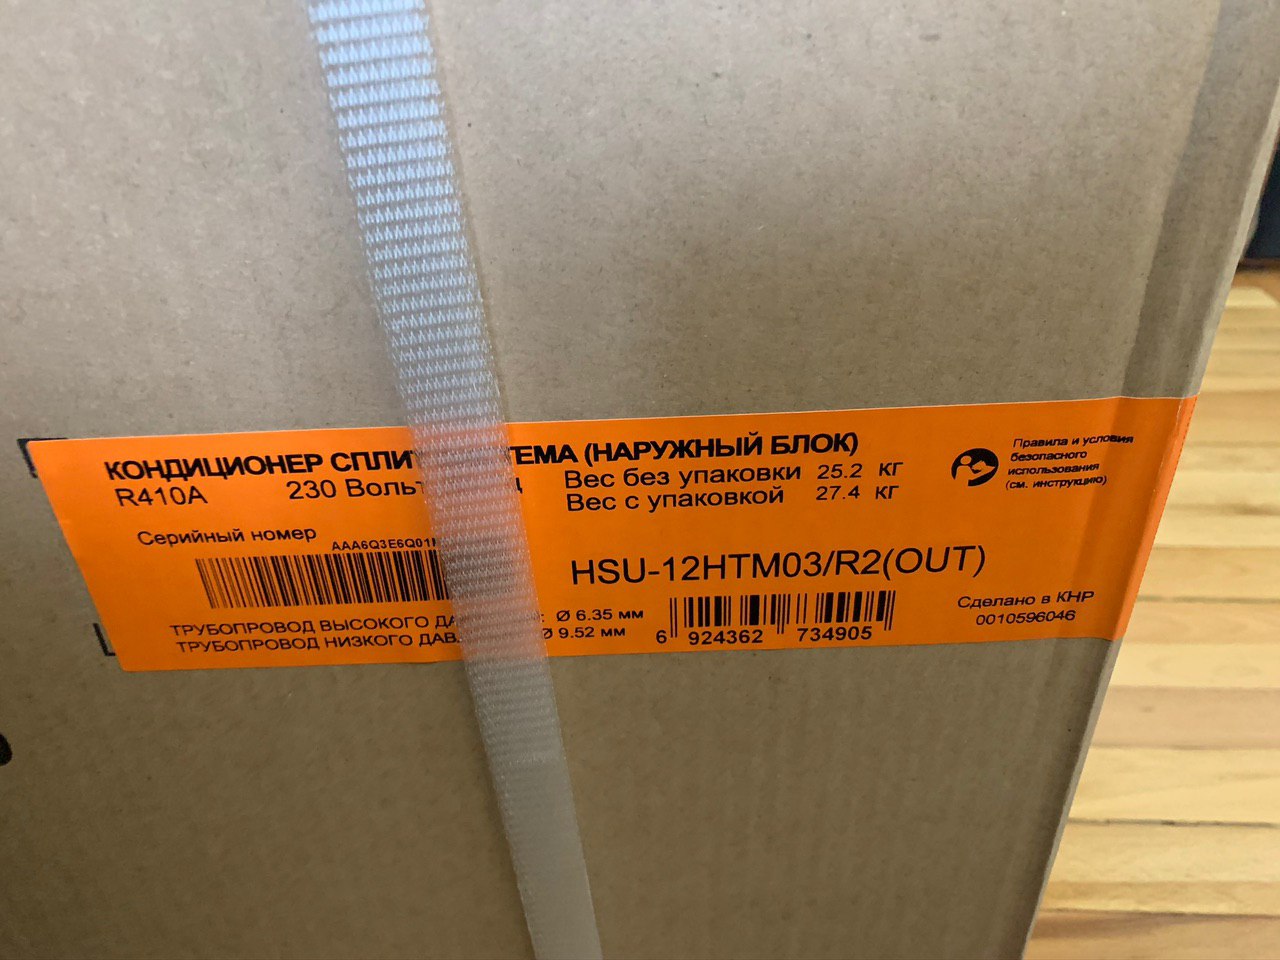 КОНДИЦИОНЕР СПЛИТ ТЕМА (НАРУЖНЫЙ БЛОК)
R410A 230 Вольт
Вес без упаковки 25.2 КГ
Вес с упаковкой 27.4 КГ
Правила и условия
безопасного
использования
(см. инструкцию)
Серийный номер
AAA6Q3E6Q01
HSU-12HTM03/R2(OUT)
ТРУБОПРОВОД ВЫСОКОГО ДА : Ø 6.35 мм
ТРУБОПРОВОД НИЗКОГО ДАВ Ø 9.52 мм
6 924362 734905
Сделано в КНР
0010596046